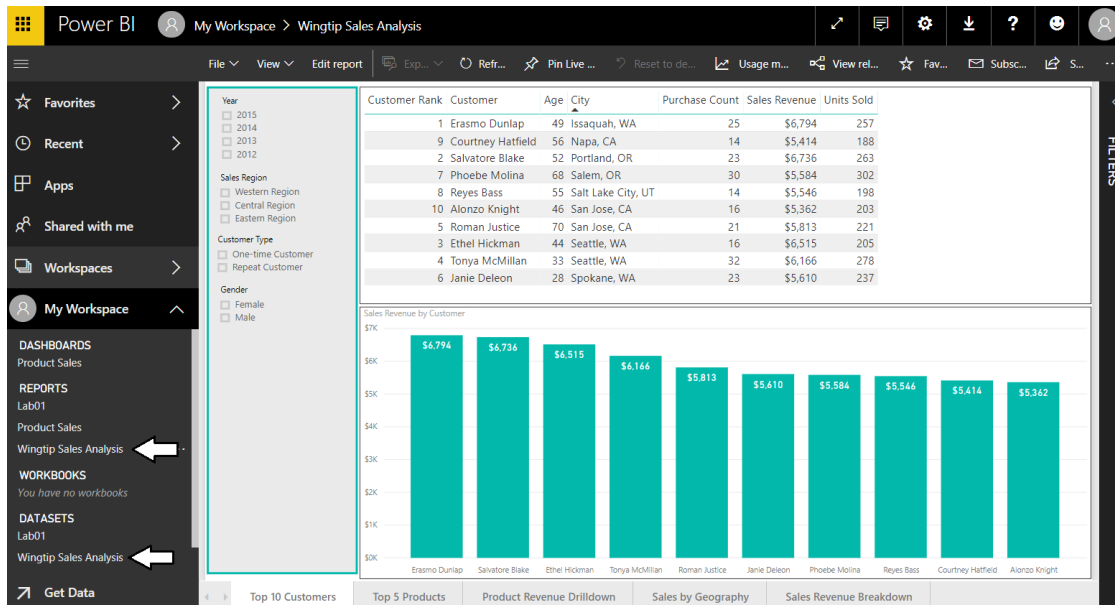 Power BI My Workspace > Wingtip Sales Analysis
File View Edit report Exp... Refr... Pin Live ... Reset to de... Usage m... View rel... Fav... Subsc... S... ...
Favorites
Recent
Apps
Shared with me
Workspaces
My Workspace
DASHBOARDS
Product Sales
REPORTS
Lab01
Product Sales
Wingtip Sales Analysis
WORKBOOKS
You have no workbooks
DATASETS
Lab01
Wingtip Sales Analysis
Get Data
Year
2015
2014
2013
2012
Sales Region
Western Region
Central Region
Eastern Region
Customer Type
One-time Customer
Repeat Customer
Gender
Female
Male
Customer Rank Customer Age City Purchase Count Sales Revenue Units Sold
1 Erasmo Dunlap 49 Issaquah, WA 25 $6,794 257
9 Courtney Hatfield 56 Napa, CA 14 $5,414 188
2 Salvatore Blake 52 Portland, OR 23 $6,736 263
7 Phoebe Molina 68 Salem, OR 30 $5,584 302
8 Reyes Bass 55 Salt Lake City, UT 14 $5,546 198
10 Alonzo Knight 46 San Jose, CA 16 $5,362 203
5 Roman Justice 70 San Jose, CA 21 $5,813 221
3 Ethel Hickman 44 Seattle, WA 16 $6,515 205
4 Tonya McMillan 33 Seattle, WA 32 $6,166 278
6 Janie Deleon 28 Spokane, WA 23 $5,610 237
FILTERS
Sales Revenue by Customer
$7K
$6K
$5K
$4K
$3K
$2K
$1K
$0K
$6,794 $6,736 $6,515 $6,166 $5,813 $5,610 $5,584 $5,546 $5,414 $5,362
Erasmo Dunlap Salvatore Blake Ethel Hickman Tonya McMillan Roman Justice Janie Deleon Phoebe Molina Reyes Bass Courtney Hatfield Alonzo Knight
Top 10 Customers Top 5 Products Product Revenue Drilldown Sales by Geography Sales Revenue Breakdown